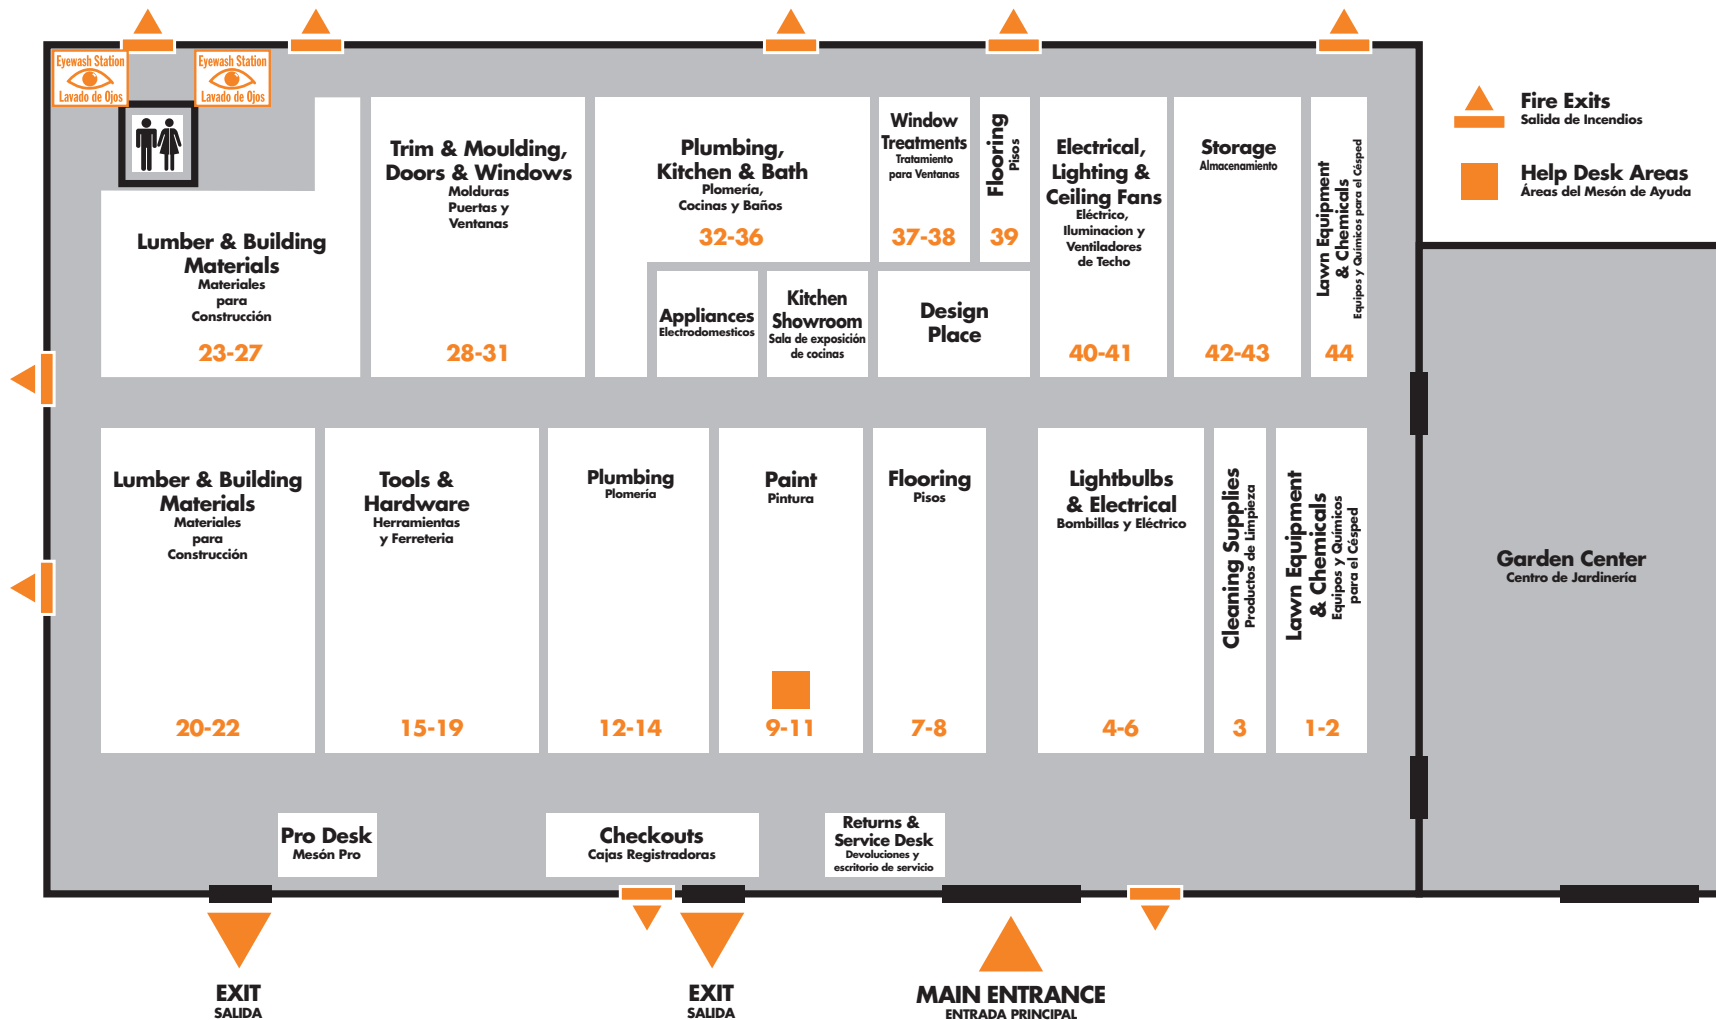 Eyewash Station
Lavado de Ojos
Eyewash Station
Lavado de Ojos
Fire Exits
Salida de Incendios
Help Desk Areas
Áreas del Mesón de Ayuda
Lumber & Building
Materials
Materiales
para
Construcción
23-27
Trim & Moulding,
Doors & Windows
Molduras
Puertas y
Ventanas
28-31
Plumbing,
Kitchen & Bath
Plomería,
Cocinas y Baños
32-36
Appliances
Electrodomesticos
Kitchen
Showroom
Sala de exposición
de cocinas
Window
Treatments
Tratamiento
para Ventanas
37-38
Flooring
Pisos
39
Design
Place
Electrical,
Lighting &
Ceiling Fans
Eléctrico,
Iluminacion y
Ventiladores
de Techo
40-41
Storage
Almacenamiento
42-43
Lawn Equipment
& Chemicals
Equipos y Químicos para el Césped
44
Lumber & Building
Materials
Materiales
para
Construcción
20-22
Tools &
Hardware
Herramientas
y Ferreteria
15-19
Plumbing
Plomería
12-14
Paint
Pintura
9-11
Flooring
Pisos
7-8
Lightbulbs
& Electrical
Bombillas y Eléctrico
4-6
Cleaning Supplies
Productos de Limpieza
3
Lawn Equipment
& Chemicals
Equipos y Químicos
para el Césped
1-2
Garden Center
Centro de Jardinería
Pro Desk
Mesón Pro
Checkouts
Cajas Registradoras
Returns &
Service Desk
Devoluciones y
escritorio de servicio
EXIT
SALIDA
EXIT
SALIDA
MAIN ENTRANCE
ENTRADA PRINCIPAL